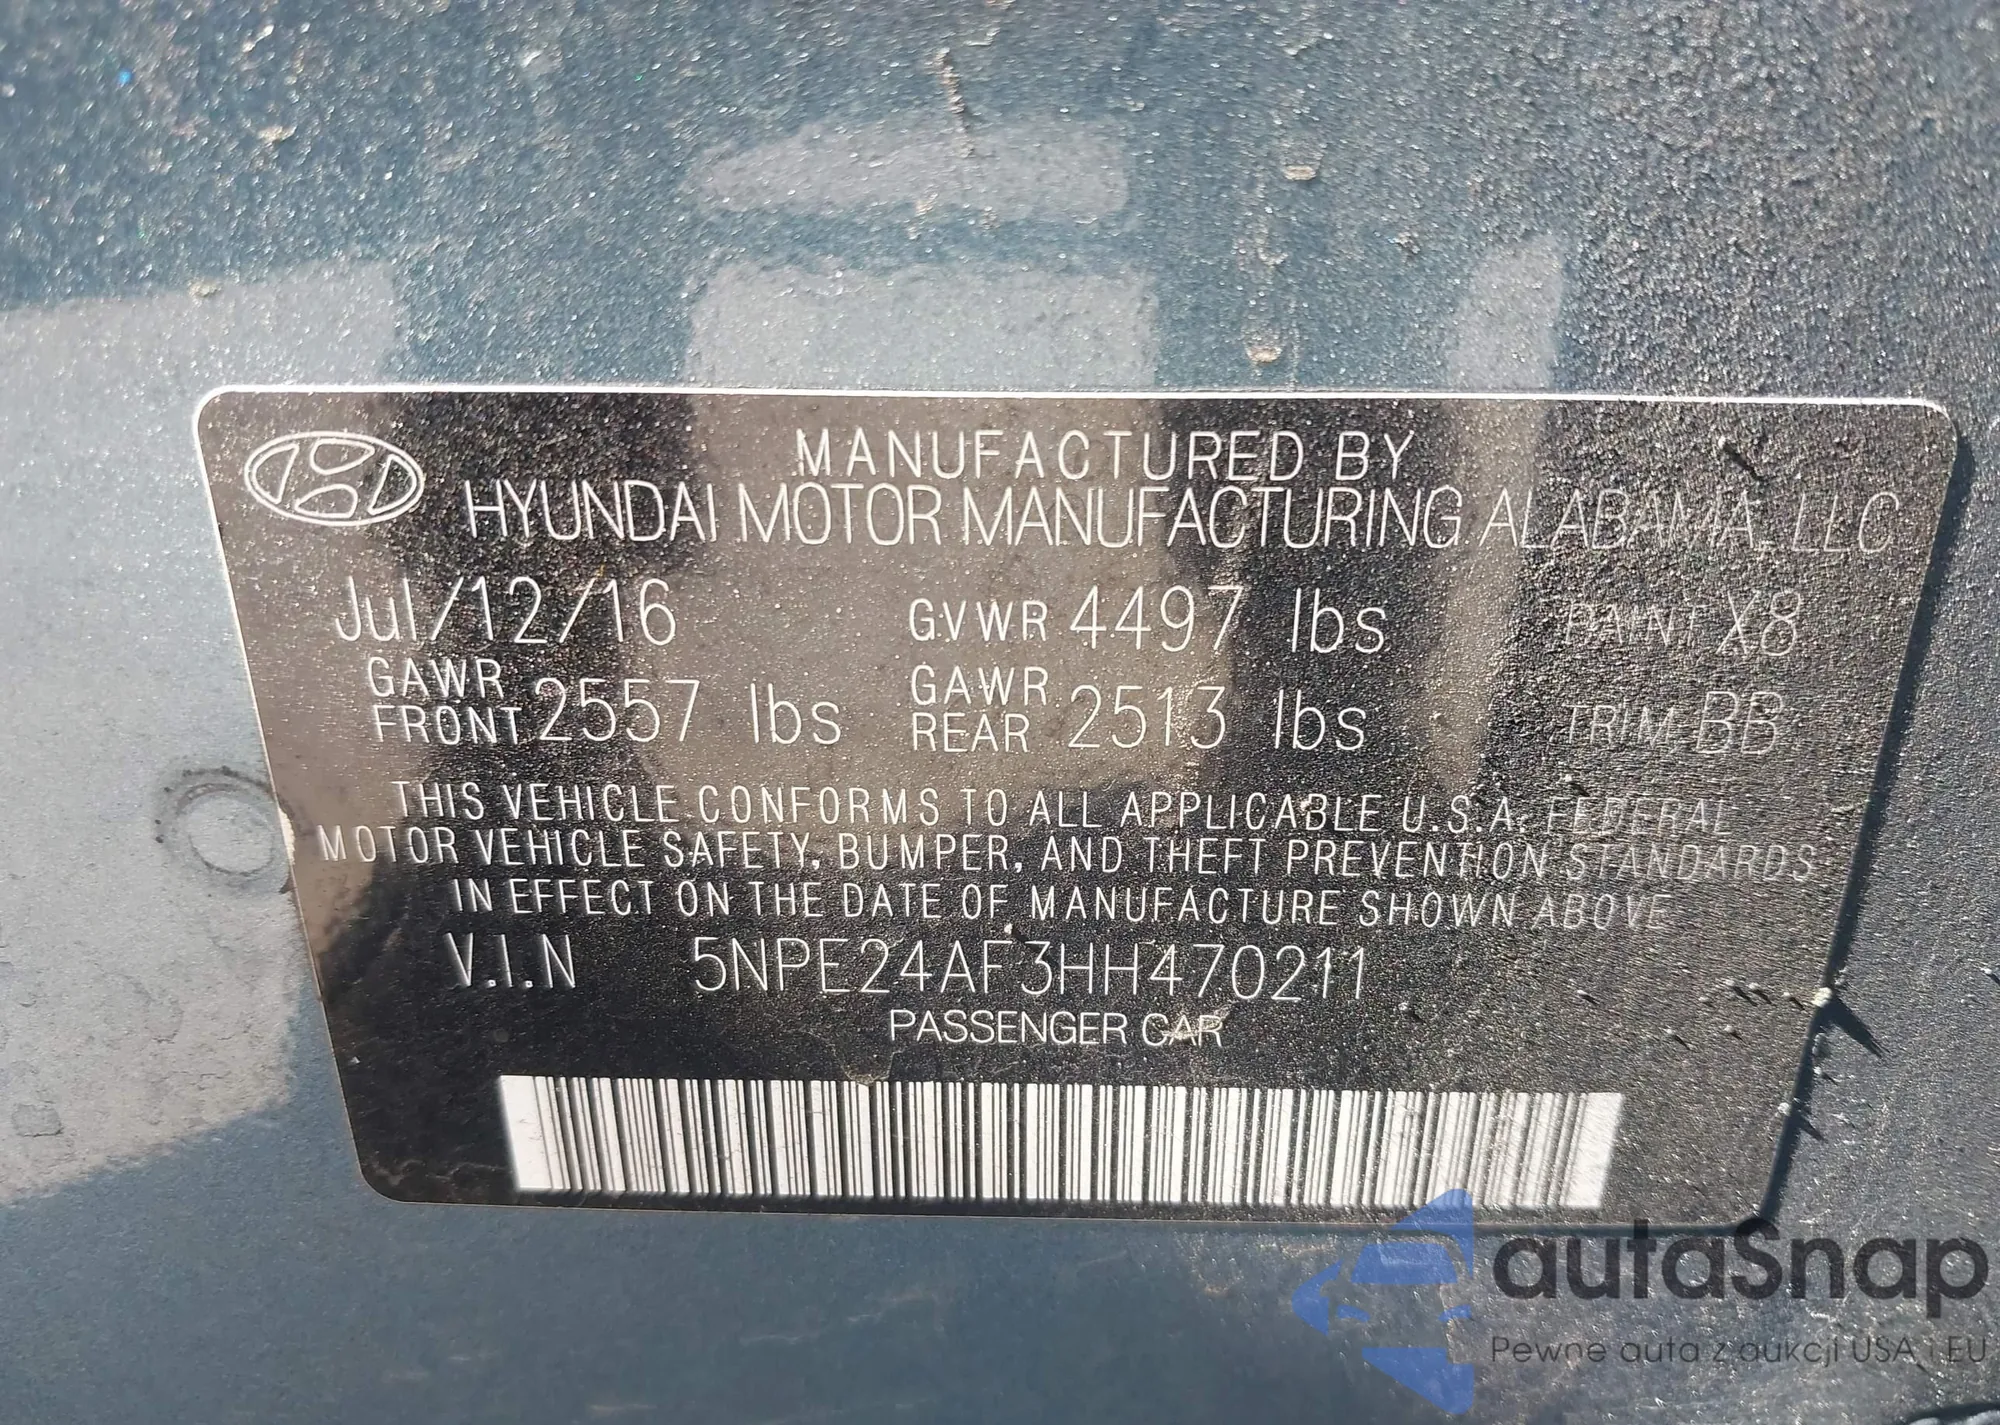 MANUFACTURED BY
HYUNDAI MOTOR MANUFACTURING ALABAMA, LLC
Jul/12/16 GVWR 4497 lbs PAINT X8
GAWR FRONT 2557 lbs GAWR REAR 2513 lbs TRIM BB
THIS VEHICLE CONFORMS TO ALL APPLICABLE U.S.A. FEDERAL
MOTOR VEHICLE SAFETY, BUMPER, AND THEFT PREVENTION STANDARDS
IN EFFECT ON THE DATE OF MANUFACTURE SHOWN ABOVE
V.I.N 5NPE24AF3HH470211
PASSENGER CAR
autaSnap
Pewne auta z aukcji USA i EU